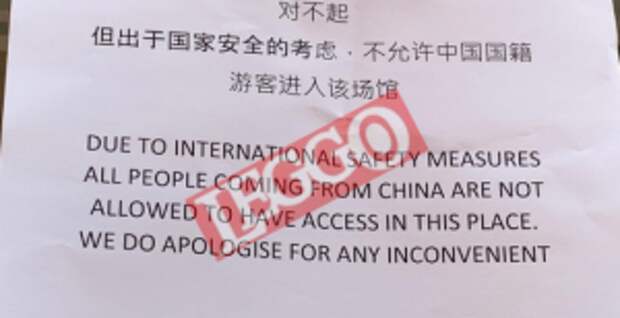 对不起
但出于国家安全的考虑，不允许中国国籍
游客进入该场馆
DUE TO INTERNATIONAL SAFETY MEASURES
ALL PEOPLE COMING FROM CHINA ARE NOT
ALLOWED TO HAVE ACCESS IN THIS PLACE.
WE DO APOLOGISE FOR ANY INCONVENIENT
LEGGO